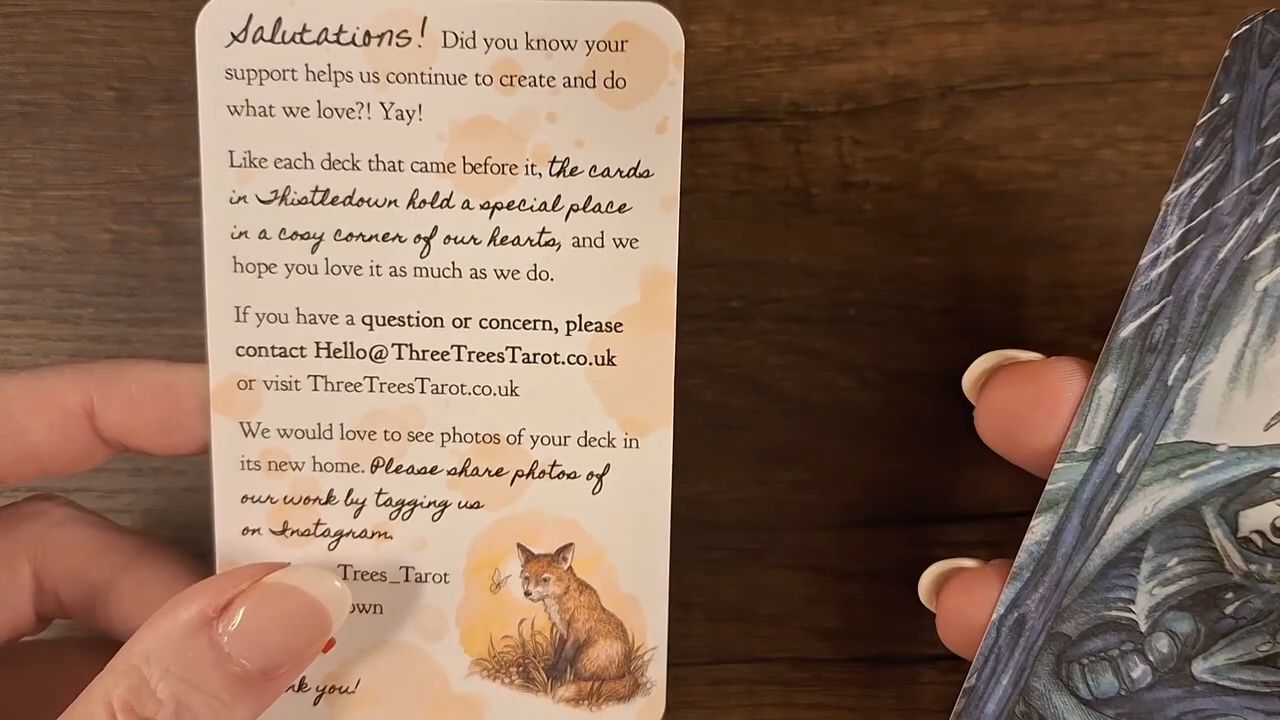 Salutations! Did you know your
support helps us continue to create and do
what we love?! Yay!
Like each deck that came before it, the cards
in Thistledown hold a special place
in a cosy corner of our hearts, and we
hope you love it as much as we do.
If you have a question or concern, please
contact Hello@ThreeTreesTarot.co.uk
or visit ThreeTreesTarot.co.uk
We would love to see photos of your deck in
its new home. Please share photos of
our work by tagging us
on Instagram.
Trees_Tarot
you!